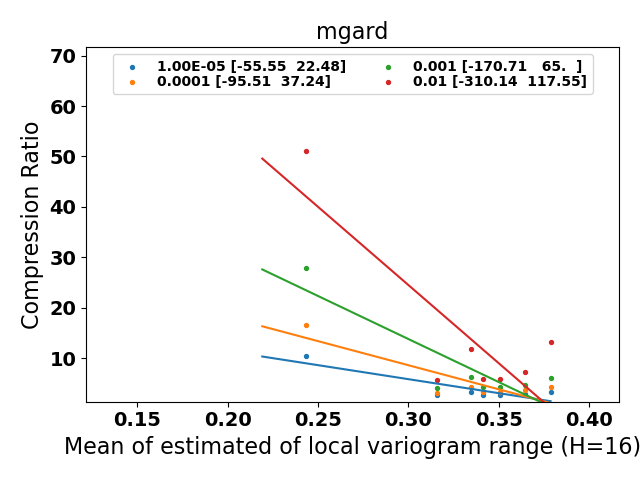 mgard
1.00E-05 [-55.55 22.48]
0.0001 [-95.51 37.24]
0.001 [-170.71 65. ]
0.01 [-310.14 117.55]
Compression Ratio
70
60
50
40
30
20
10
0.15 0.20 0.25 0.30 0.35 0.40
Mean of estimated of local variogram range (H=16)